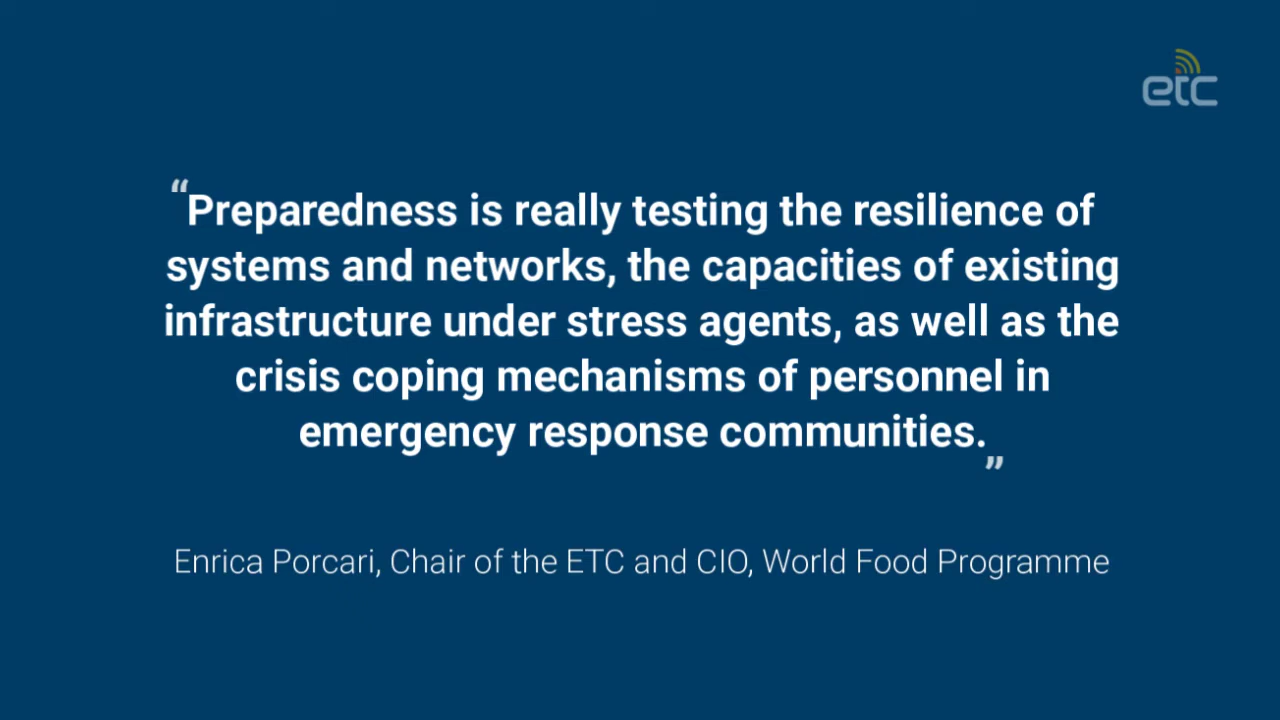 etc
“Preparedness is really testing the resilience of
systems and networks, the capacities of existing
infrastructure under stress agents, as well as the
crisis coping mechanisms of personnel in
emergency response communities.”
Enrica Porcari, Chair of the ETC and CIO, World Food Programme